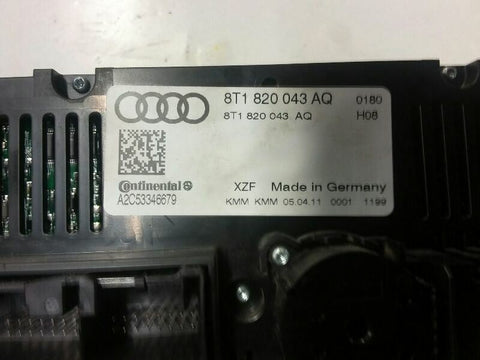 8T1 820 043 AQ 0180
8T1 820 043 AQ H08
Continental
XZF Made in Germany
A2C53346679
KMM KMM 05.04.11 0001 1199